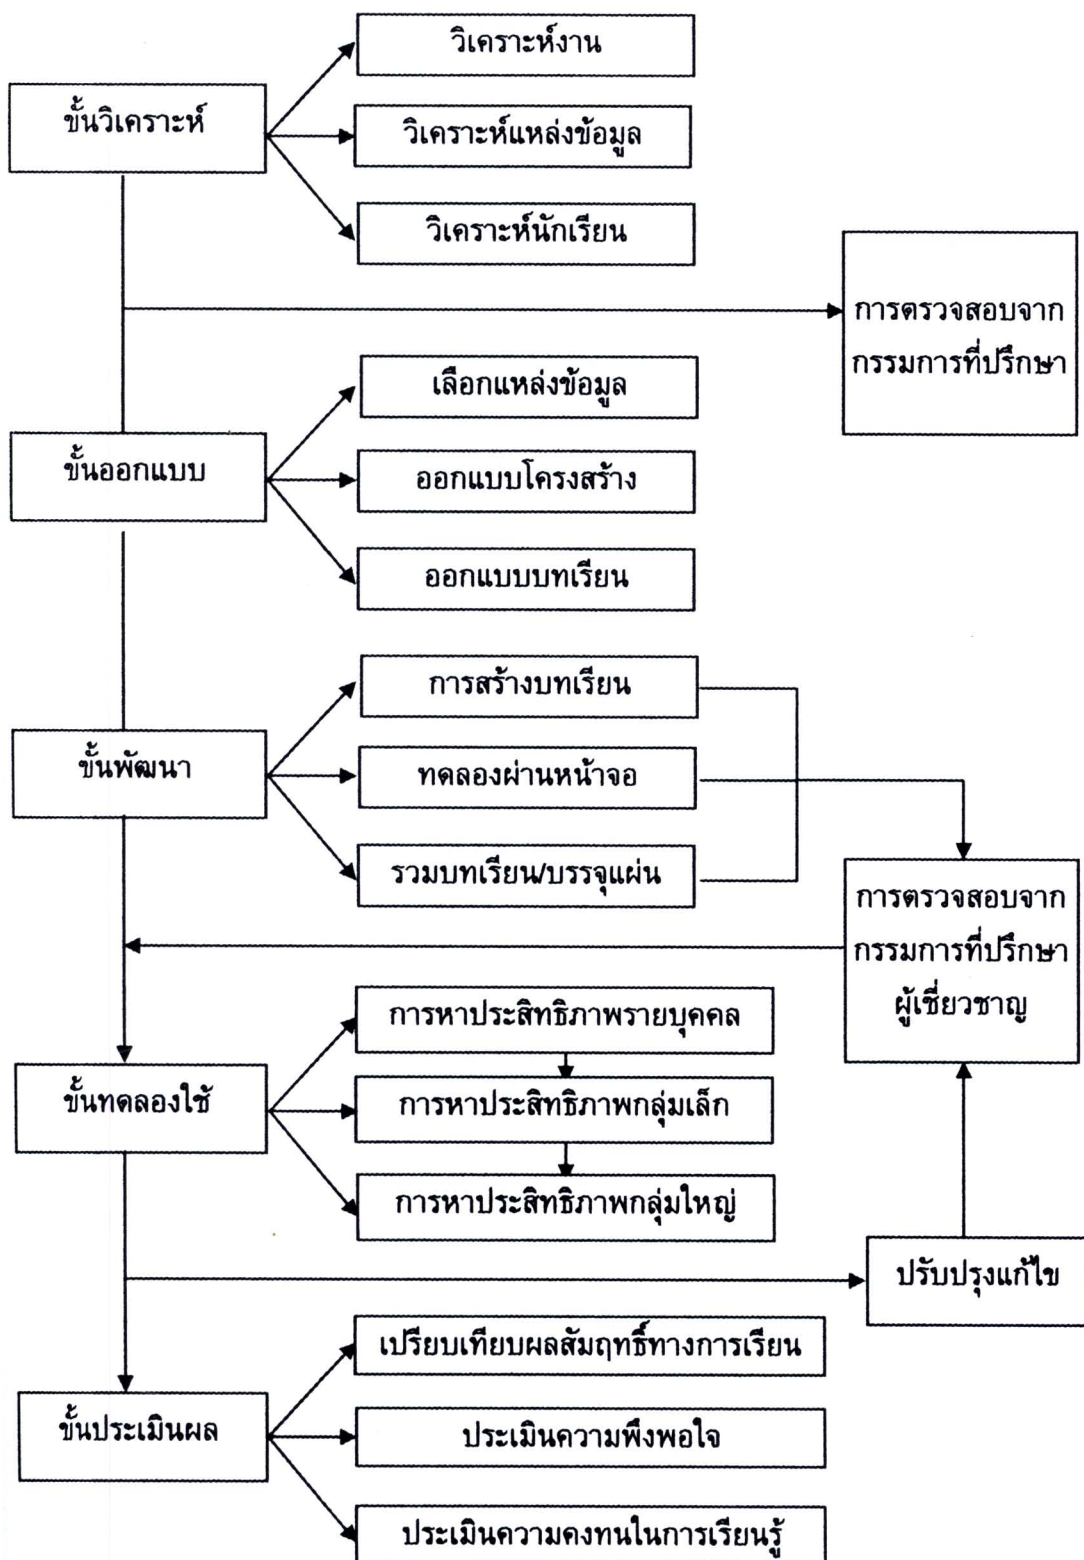 วิเคราะห์งาน
ขั้นวิเคราะห์
วิเคราะห์แหล่งข้อมูล
วิเคราะห์นักเรียน
การตรวจสอบจาก
กรรมการที่ปรึกษา
เลือกแหล่งข้อมูล
ขั้นออกแบบ
ออกแบบโครงสร้าง
ออกแบบบทเรียน
การสร้างบทเรียน
ขั้นพัฒนา
ทดลองผ่านหน้าจอ
รวมบทเรียน/บรรจุแผ่น
การตรวจสอบจาก
กรรมการที่ปรึกษา
ผู้เชี่ยวชาญ
การหาประสิทธิภาพรายบุคคล
ขั้นทดลองใช้
การหาประสิทธิภาพกลุ่มเล็ก
การหาประสิทธิภาพกลุ่มใหญ่
ปรับปรุงแก้ไข
เปรียบเทียบผลสัมฤทธิ์ทางการเรียน
ขั้นประเมินผล
ประเมินความพึงพอใจ
ประเมินความคงทนในการเรียนรู้